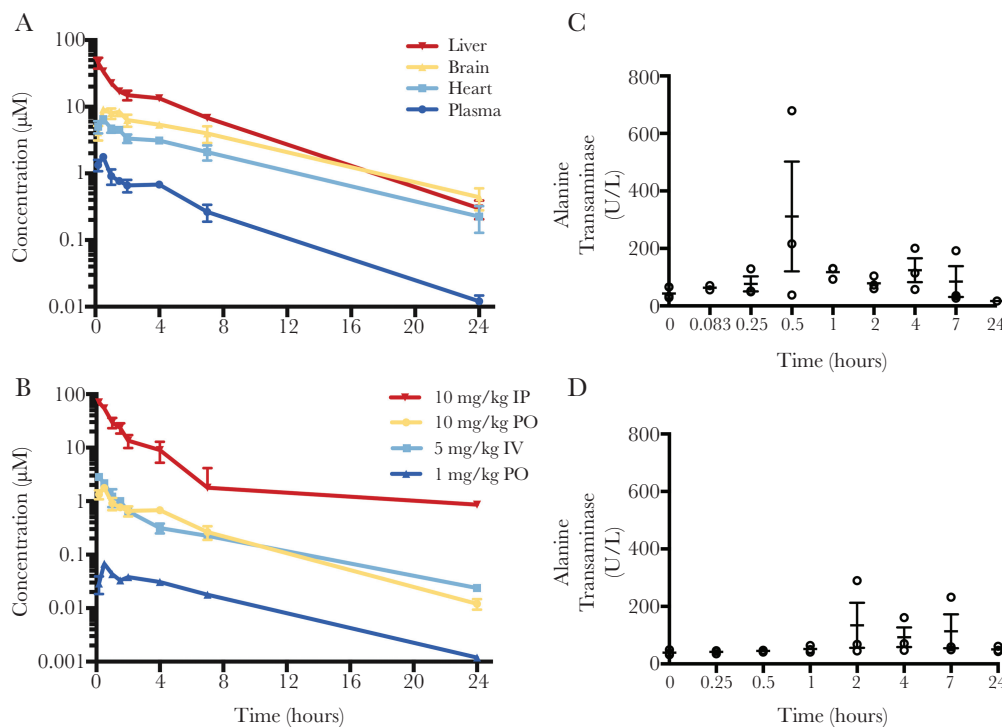 A
Concentration (µM)
100
10
1
0.1
0.01
0 4 8 12 16 20 24
Liver
Brain
Heart
Plasma
B
Concentration (µM)
100
10
1
0.1
0.01
0.001
0 4 8 12 16 20 24
Time (hours)
10 mg/kg IP
10 mg/kg PO
5 mg/kg IV
1 mg/kg PO
C
Alanine
Transaminase
(U/L)
800
600
400
200
0
0 0.083 0.25 0.5 1 2 4 7 24
Time (hours)
D
Alanine
Transaminase
(U/L)
800
600
400
200
0
0 0.25 0.5 1 2 4 7 24
Time (hours)